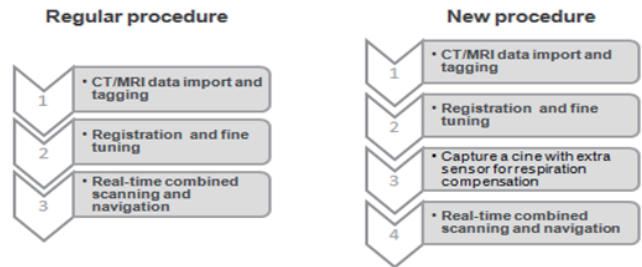 Regular procedure
1
• CT/MRI data import and
tagging
2
• Registration and fine
tuning
3
• Real-time combined
scanning and
navigation
New procedure
1
• CT/MRI data import and
tagging
2
• Registration and fine
tuning
3
• Capture a cine with extra
sensor for respiration
compensation
4
• Real-time combined
scanning and navigation